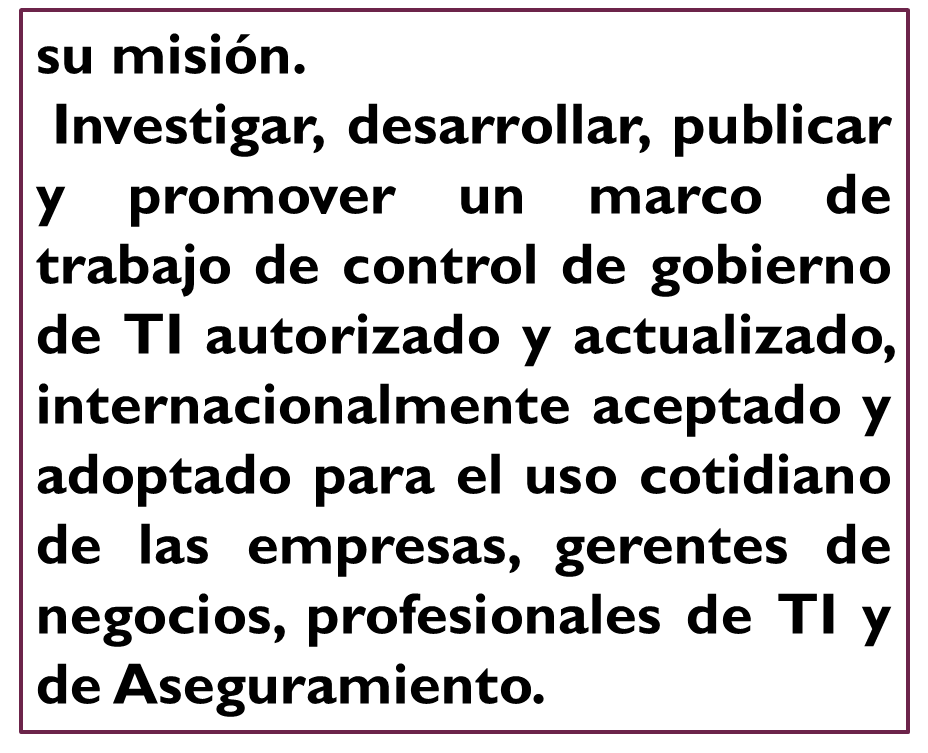 su misión.
Investigar, desarrollar, publicar
y promover un marco de
trabajo de control de gobierno
de TI autorizado y actualizado,
internacionalmente aceptado y
adoptado para el uso cotidiano
de las empresas, gerentes de
negocios, profesionales de TI y
de Aseguramiento.